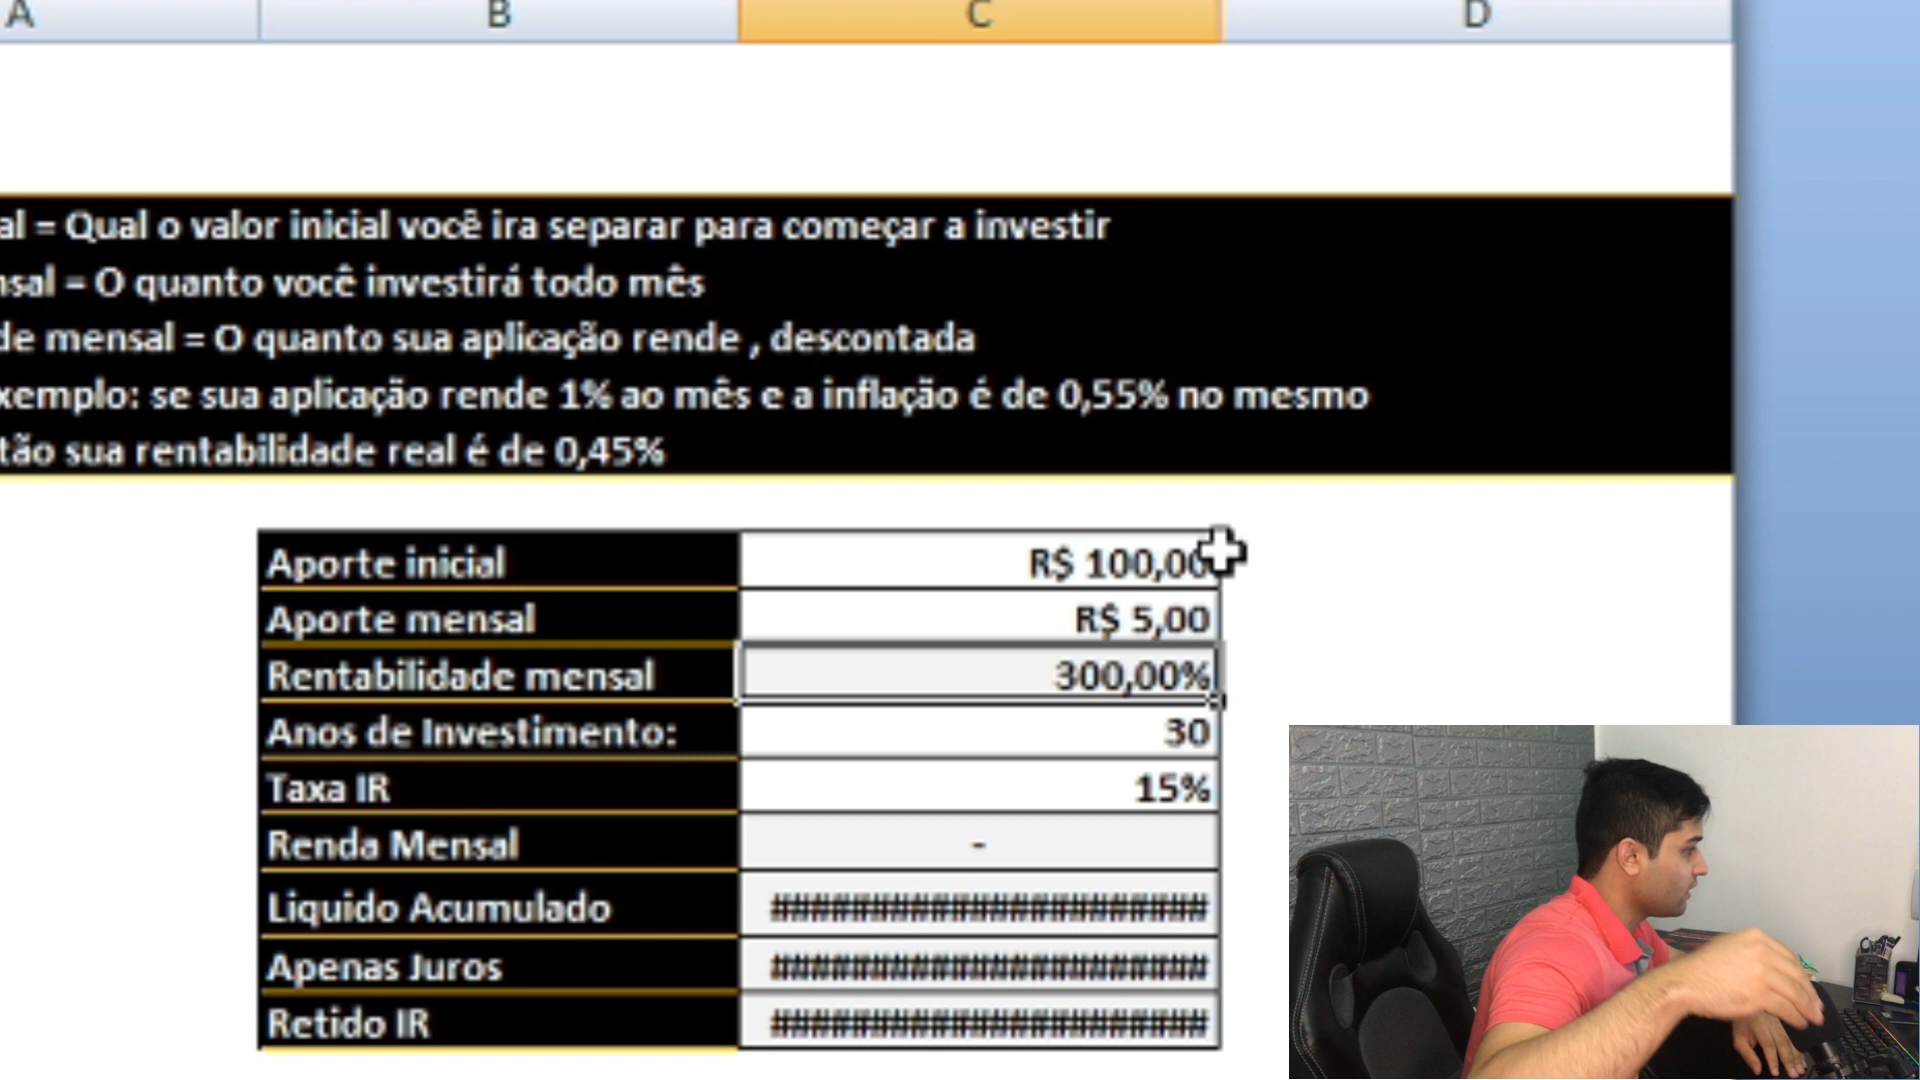 A B C D
al = Qual o valor inicial você ira separar para começar a investir
nsal = O quanto você investirá todo mês
de mensal = O quanto sua aplicação rende , descontada
xemplo: se sua aplicação rende 1% ao mês e a inflação é de 0,55% no mesmo
tão sua rentabilidade real é de 0,45%
Aporte inicial R$ 100,00
Aporte mensal R$ 5,00
Rentabilidade mensal 300,00%
Anos de Investimento: 30
Taxa IR 15%
Renda Mensal -
Liquido Acumulado #####################
Apenas Juros #####################
Retido IR #####################